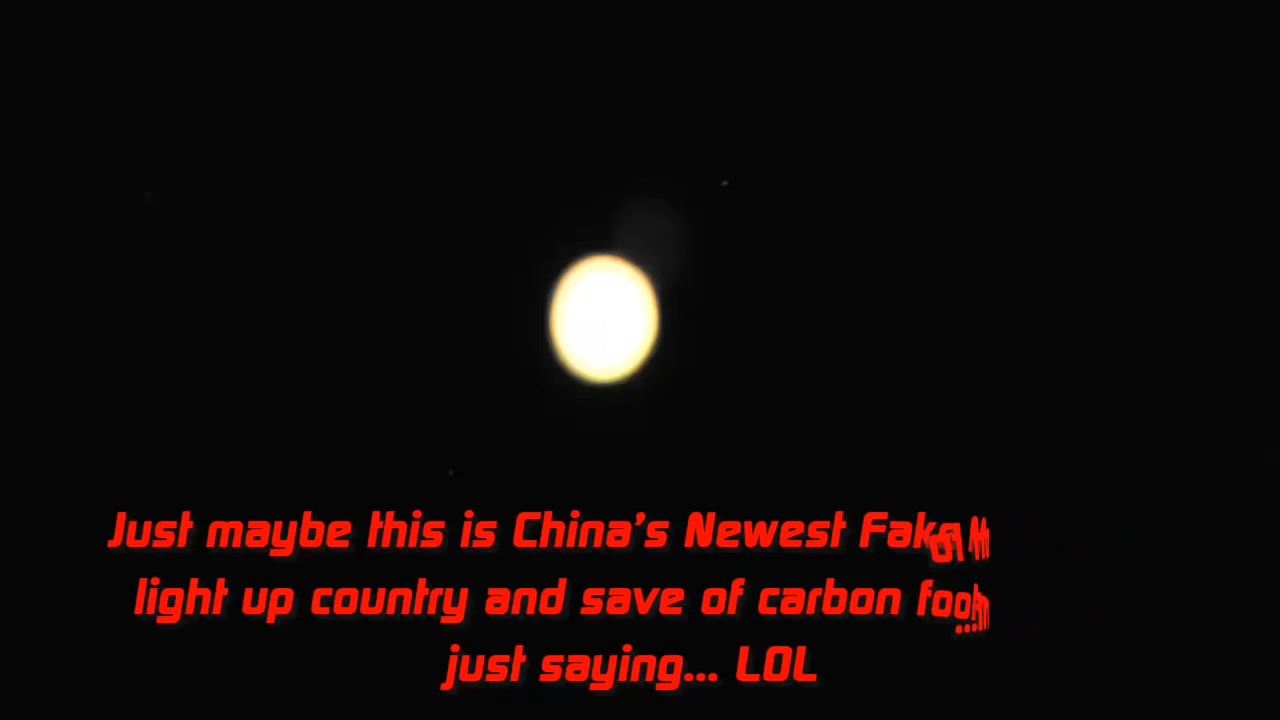 Just maybe this is China's Newest
light up country and save of carbon
just saying... LOL